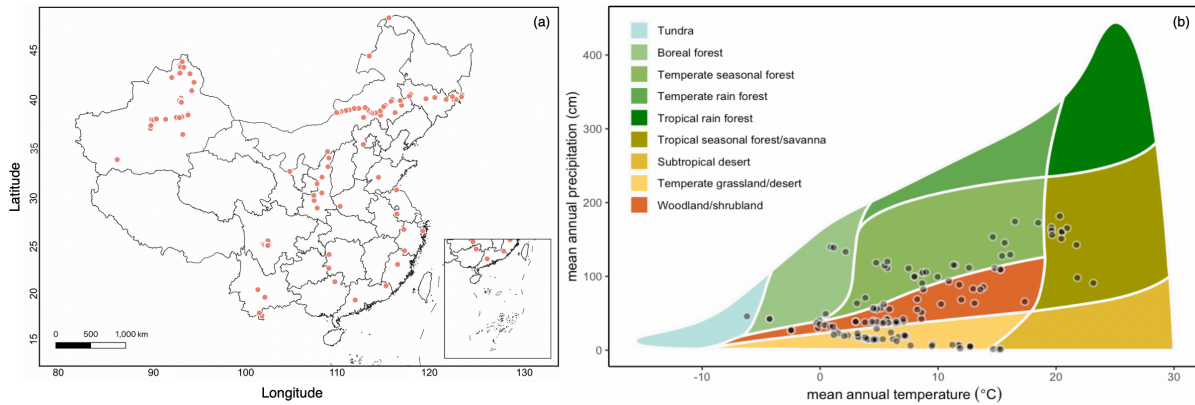 (a)
Latitude
45
40
35
30
25
20
15
0 500 1,000 km
80 90 100 110 120 130
Longitude
(b)
mean annual precipitation (cm)
400
300
200
100
0
Tundra
Boreal forest
Temperate seasonal forest
Temperate rain forest
Tropical rain forest
Tropical seasonal forest/savanna
Subtropical desert
Temperate grassland/desert
Woodland/shrubland
-10 0 10 20 30
mean annual temperature (°C)